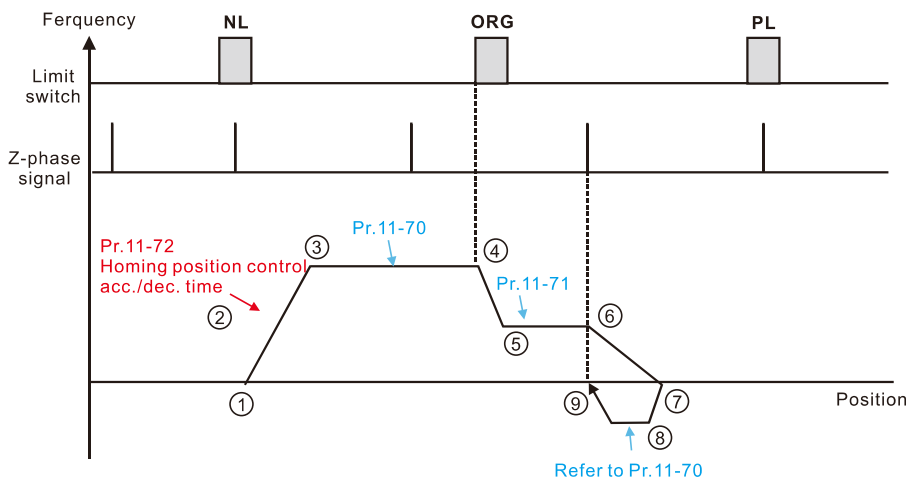 Ferquency
NL
ORG
PL
Limit
switch
Z-phase
signal
Pr.11-70
Pr.11-72
Homing position control
acc./dec. time
Pr.11-71
③
④
②
⑤
⑥
①
⑨
⑦
Position
⑧
Refer to Pr.11-70